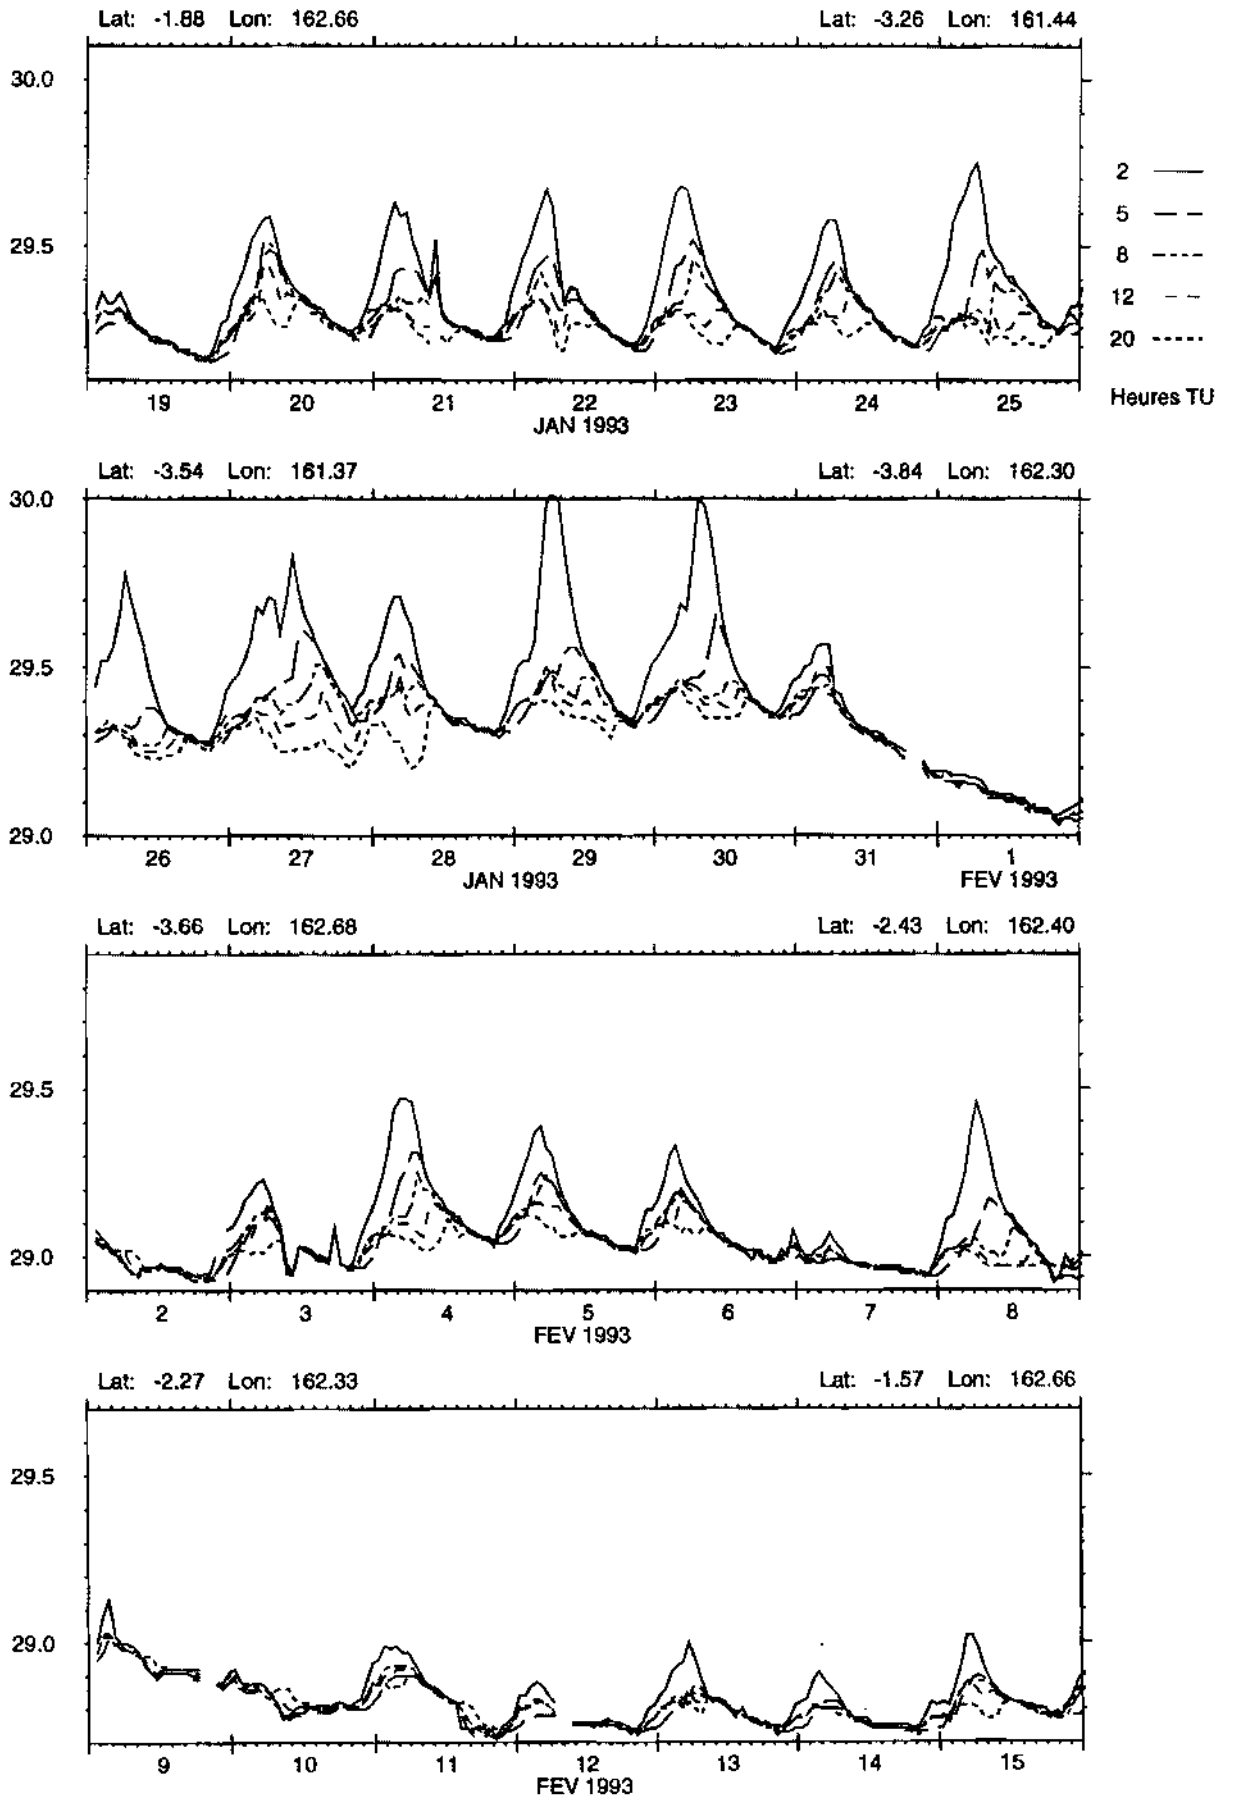 Lat: -1.88 Lon: 162.66 Lat: -3.26 Lon: 161.44
30.0
29.5
2
5
8
12
20
Heures TU
19 20 21 22 23 24 25
JAN 1993
Lat: -3.54 Lon: 161.37 Lat: -3.84 Lon: 162.30
30.0
29.5
29.0
26 27 28 29 30 31 1
JAN 1993 FEV 1993
Lat: -3.66 Lon: 162.68 Lat: -2.43 Lon: 162.40
29.5
29.0
2 3 4 5 6 7 8
FEV 1993
Lat: -2.27 Lon: 162.33 Lat: -1.57 Lon: 162.66
29.5
29.0
9 10 11 12 13 14 15
FEV 1993